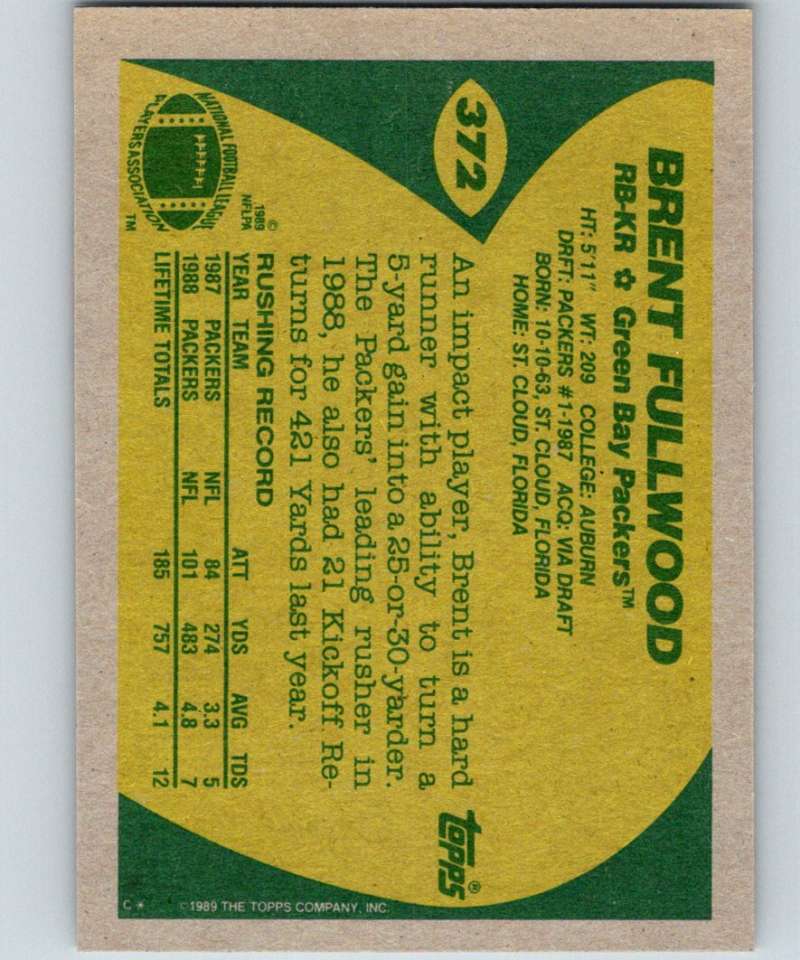 372
BRENT FULLWOOD
RB-KR ✩ Green Bay Packers™
HT: 5'11" WT: 209 COLLEGE: AUBURN
DRFT: PACKERS #1-1987 ACQ: VIA DRAFT
BORN: 10-10-63, ST. CLOUD, FLORIDA
HOME: ST. CLOUD, FLORIDA
An impact player, Brent is a hard
runner with ability to turn a
5-yard gain into a 25-or-30-yarder.
The Packers' leading rusher in
1988, he also had 21 Kickoff Re-
turns for 421 Yards last year.
topps®
NATIONAL FOOTBALL LEAGUE
PLAYERS ASSOCIATION
™
©
1989
NFLPA
RUSHING RECORD
YEAR TEAM ATT YDS AVG TDS
1987 PACKERS NFL 84 274 3.3 5
1988 PACKERS NFL 101 483 4.8 7
LIFETIME TOTALS 185 757 4.1 12
C * ©1989 THE TOPPS COMPANY, INC.